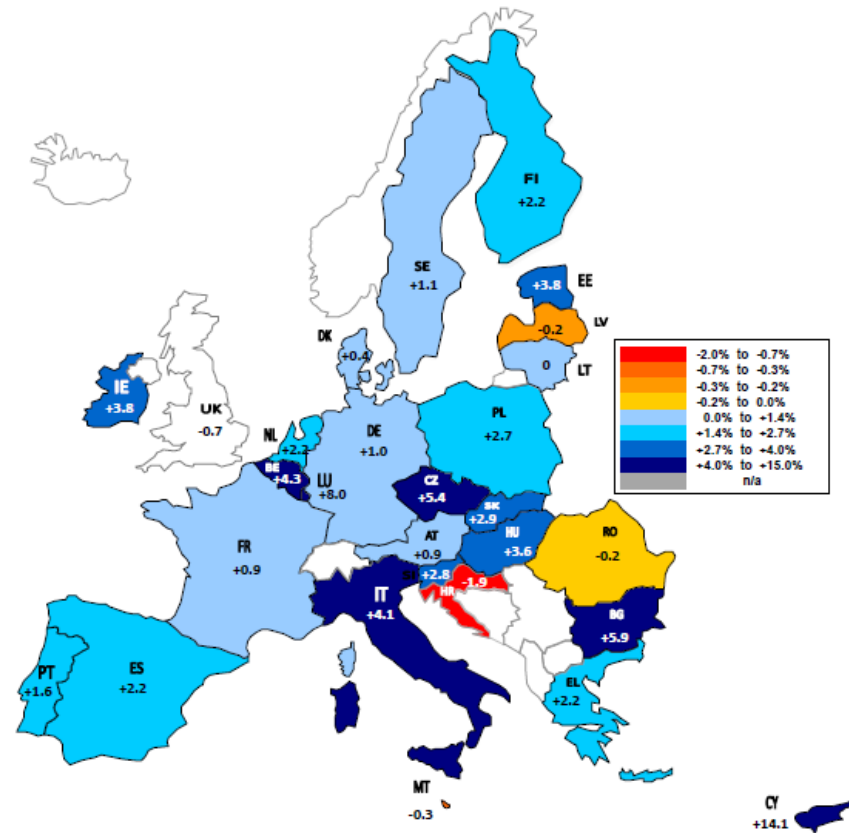 FI
+2.2
SE
+1.1
+3.8 EE
-0.2 LV
0 LT
DK
+0.4
IE
+3.8
UK
-0.7
NL
+2.2
BE
+4.3
LU
+8.0
DE
+1.0
PL
+2.7
CZ
+5.4
SK
+2.9
AT
+0.9
HU
+3.6
RO
-0.2
FR
+0.9
+2.8
-1.9
HR
IT
+4.1
BG
+5.9
PT
+1.6
ES
+2.2
EL
+2.2
MT
-0.3
CY
+14.1
-2.0% to -0.7%
-0.7% to -0.3%
-0.3% to -0.2%
-0.2% to 0.0%
0.0% to +1.4%
+1.4% to +2.7%
+2.7% to +4.0%
+4.0% to +15.0%
n/a